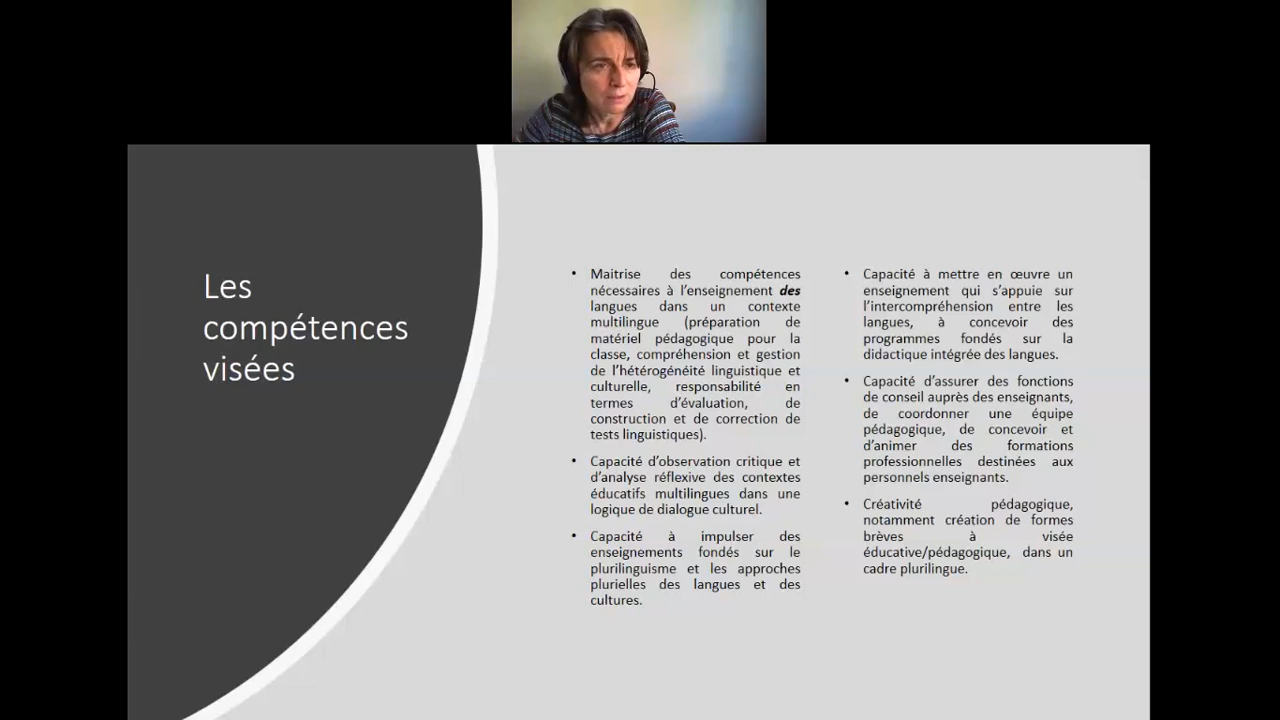 Les
compétences
visées
• Maitrise des compétences
nécessaires à l'enseignement des
langues dans un contexte
multilingue (préparation de
matériel pédagogique pour la
classe, compréhension et gestion
de l'hétérogénéité linguistique et
culturelle, responsabilité en
termes d'évaluation, de
construction et de correction de
tests linguistiques).
• Capacité d'observation critique et
d'analyse réflexive des contextes
éducatifs multilingues dans une
logique de dialogue culturel.
• Capacité à impulser des
enseignements fondés sur le
plurilinguisme et les approches
plurielles des langues et des
cultures.
• Capacité à mettre en œuvre un
enseignement qui s'appuie sur
l'intercompréhension entre les
langues, à concevoir des
programmes fondés sur la
didactique intégrée des langues.
• Capacité d'assurer des fonctions
de conseil auprès des enseignants,
de coordonner une équipe
pédagogique, de concevoir et
d'animer des formations
professionnelles destinées aux
personnels enseignants.
• Créativité pédagogique,
notamment création de formes
brèves à visée
éducative/pédagogique, dans un
cadre plurilingue.